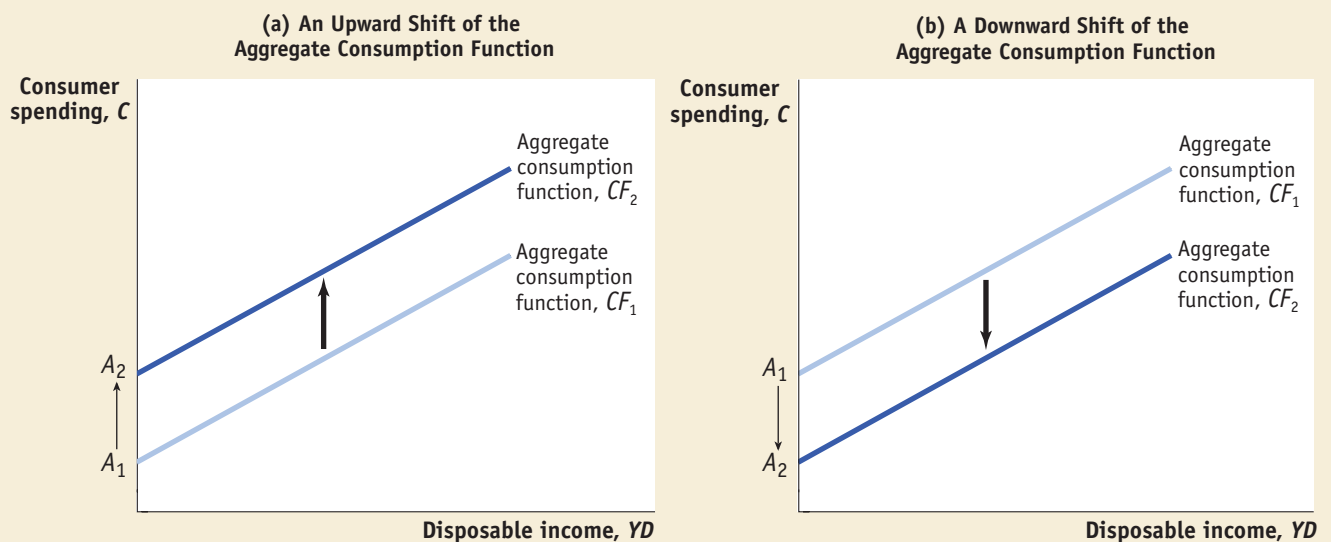 (a) An Upward Shift of the
Aggregate Consumption Function
Consumer
spending, C
Aggregate
consumption
function, CF₂
Aggregate
consumption
function, CF₁
A₂
A₁
Disposable income, YD
(b) A Downward Shift of the
Aggregate Consumption Function
Consumer
spending, C
Aggregate
consumption
function, CF₁
Aggregate
consumption
function, CF₂
A₁
A₂
Disposable income, YD